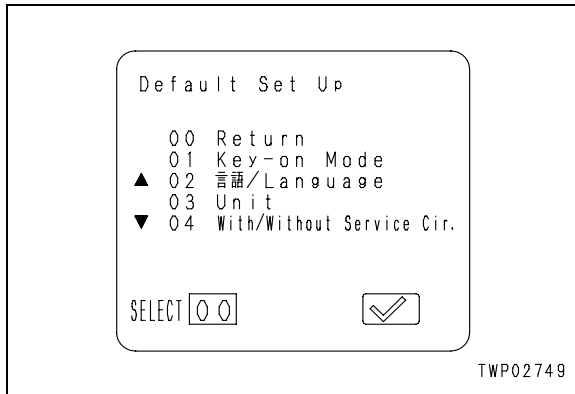 Default Set Up
00 Return
01 Key-on Mode
▲ 02 言語/Language
03 Unit
▼ 04 With/Without Service Cir.
SELECT 00
TWP02749